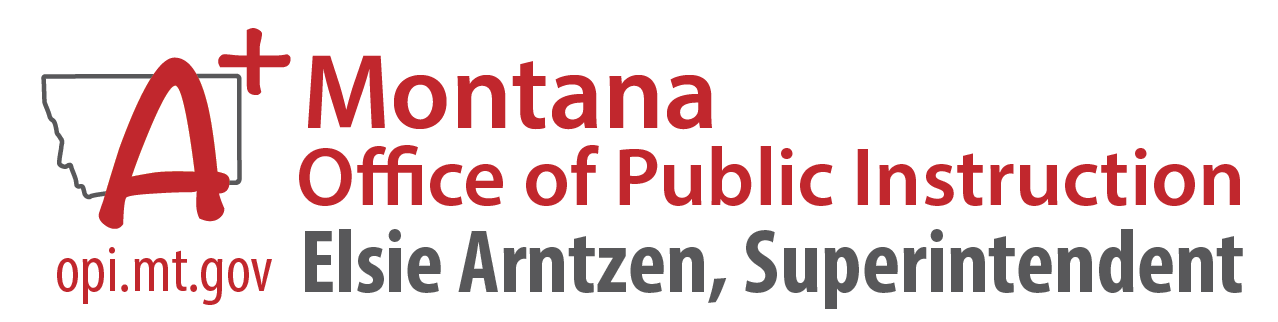 A+
Montana
Office of Public Instruction
opi.mt.gov
Elsie Arntzen, Superintendent